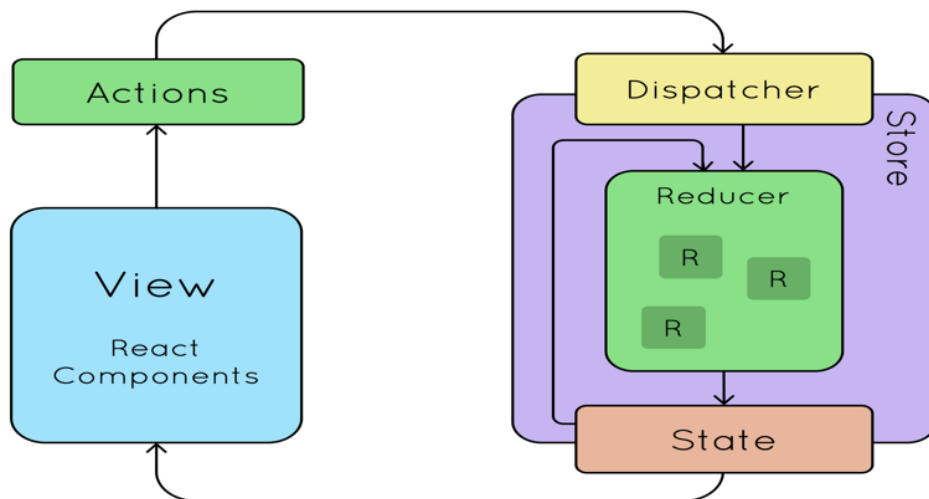 Actions
Dispatcher
Store
Reducer
R
R
R
View
React
Components
State